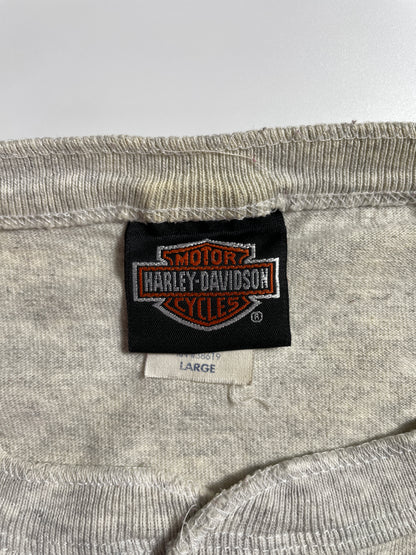 MOTOR
HARLEY-DAVIDSON
CYCLES
®
LARGE